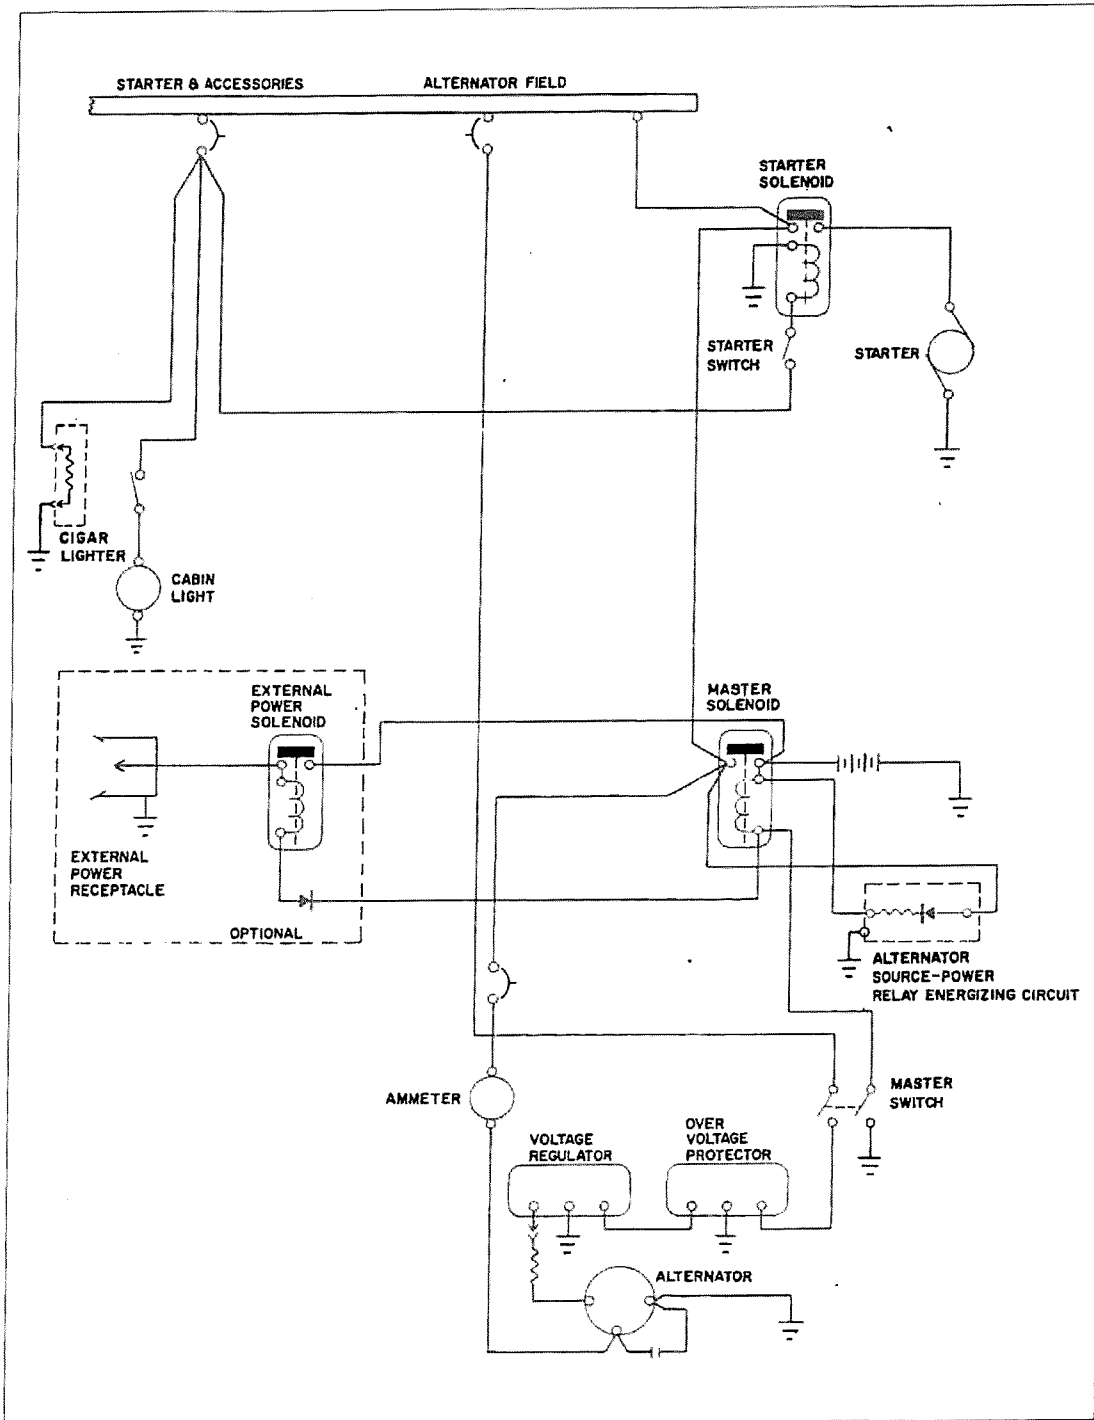 STARTER & ACCESSORIES
ALTERNATOR FIELD
STARTER
SOLENOID
STARTER
SWITCH
STARTER
CIGAR
LIGHTER
CABIN
LIGHT
EXTERNAL
POWER
SOLENOID
MASTER
SOLENOID
EXTERNAL
POWER
RECEPTACLE
OPTIONAL
ALTERNATOR
SOURCE-POWER
RELAY ENERGIZING CIRCUIT
AMMETER
MASTER
SWITCH
VOLTAGE
REGULATOR
OVER
VOLTAGE
PROTECTOR
ALTERNATOR